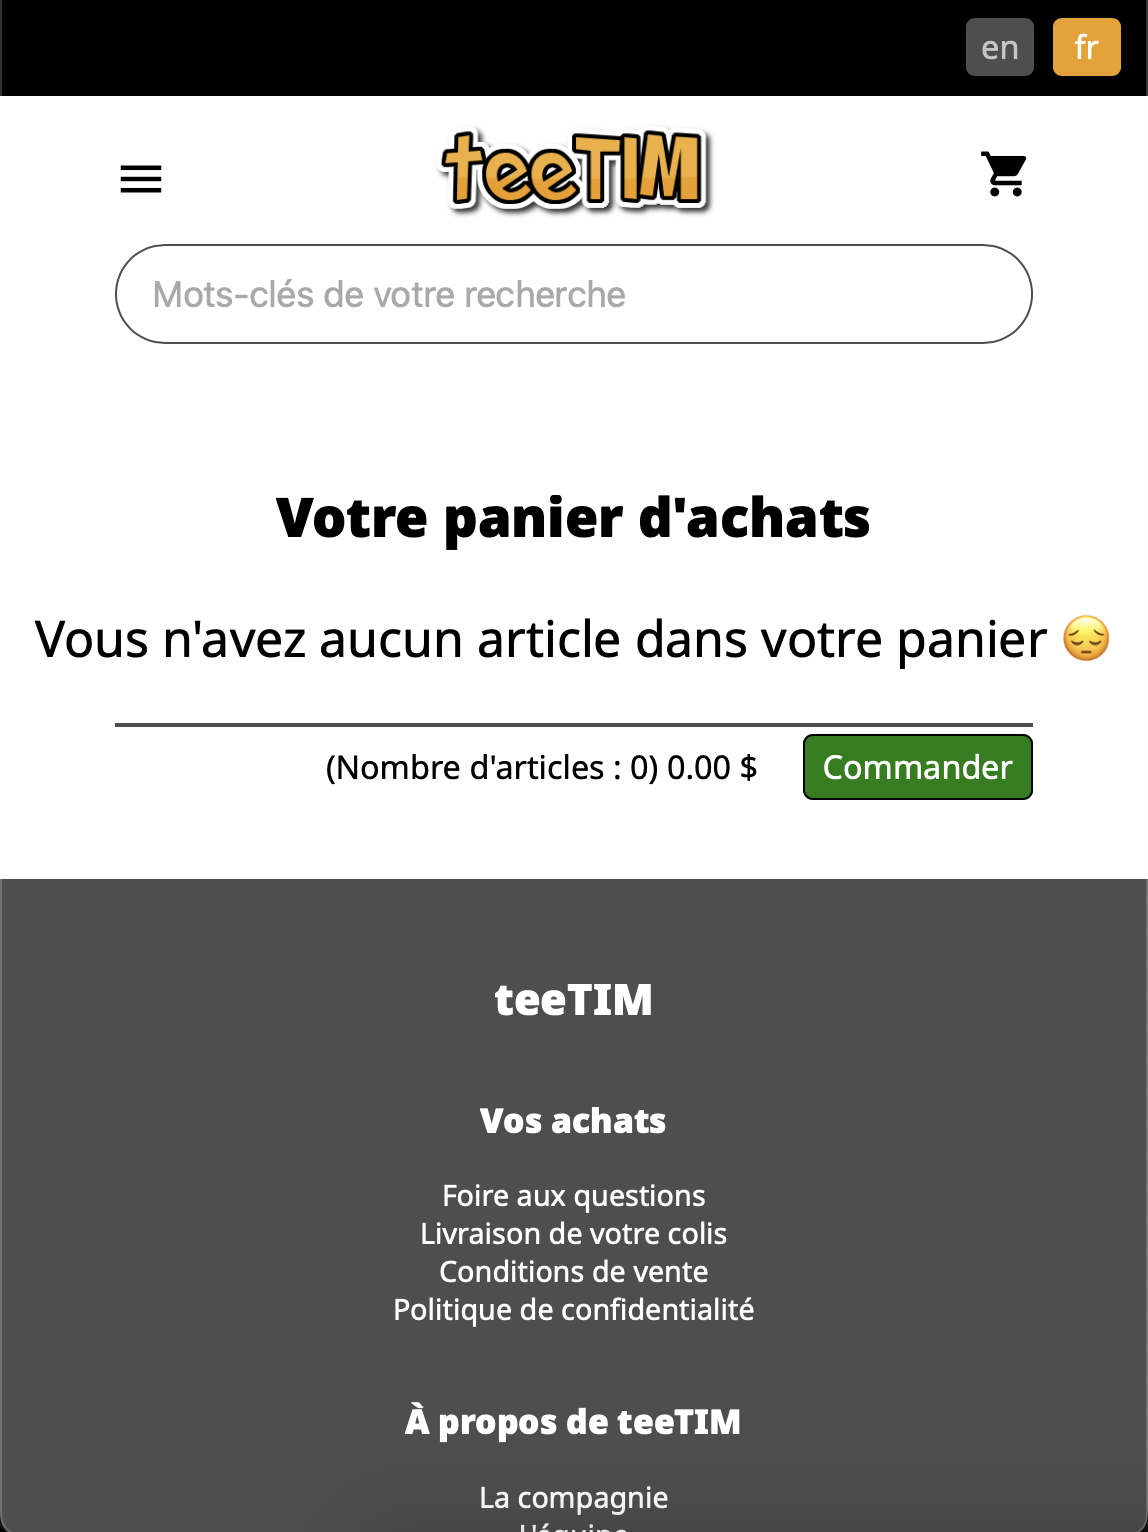 en fr
teeTIM
Mots-clés de votre recherche
Votre panier d'achats
Vous n'avez aucun article dans votre panier 😔
(Nombre d'articles : 0) 0.00 $ Commander
teeTIM
Vos achats
Foire aux questions
Livraison de votre colis
Conditions de vente
Politique de confidentialité
À propos de teeTIM
La compagnie
L'équipe